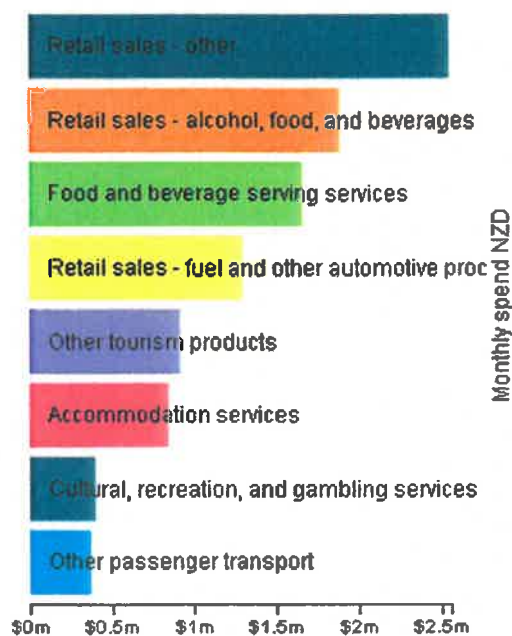 Retail sales - other
Retail sales - alcohol, food, and beverages
Food and beverage serving services
Retail sales - fuel and other automotive proc
Other tourism products
Accommodation services
Cultural, recreation, and gambling services
Other passenger transport
$0m $0.5m $1m $1.5m $2m $2.5m
Monthly spend NZD